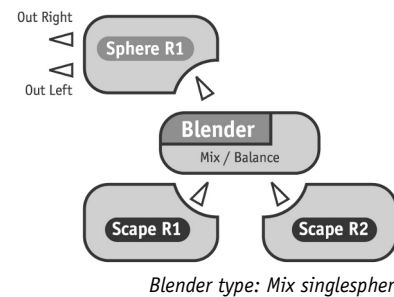 Out Right
Sphere R1
Out Left
Blender
Mix / Balance
Scape R1
Scape R2
Blender type: Mix singlespher